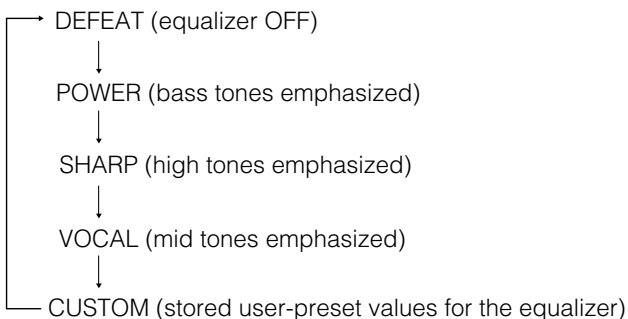 DEFEAT (equalizer OFF)
POWER (bass tones emphasized)
SHARP (high tones emphasized)
VOCAL (mid tones emphasized)
CUSTOM (stored user-preset values for the equalizer)